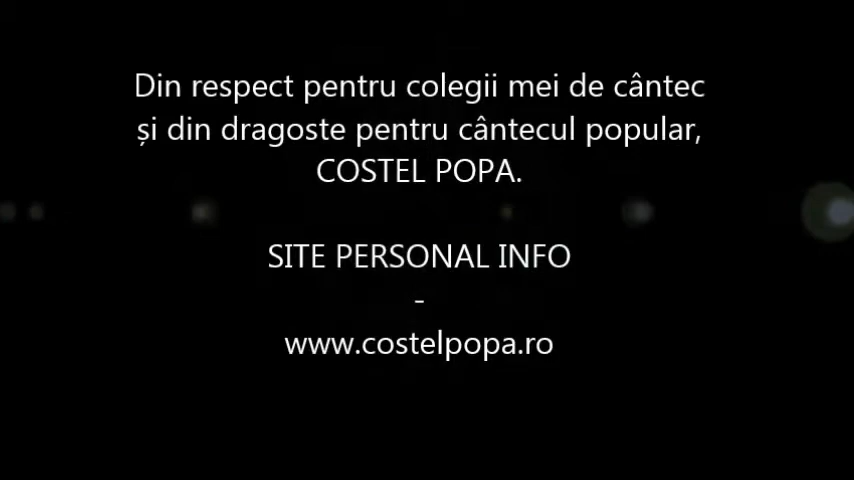 Din respect pentru colegii mei de cântec
și din dragoste pentru cântecul popular,
COSTEL POPA.
SITE PERSONAL INFO
-
www.costelpopa.ro